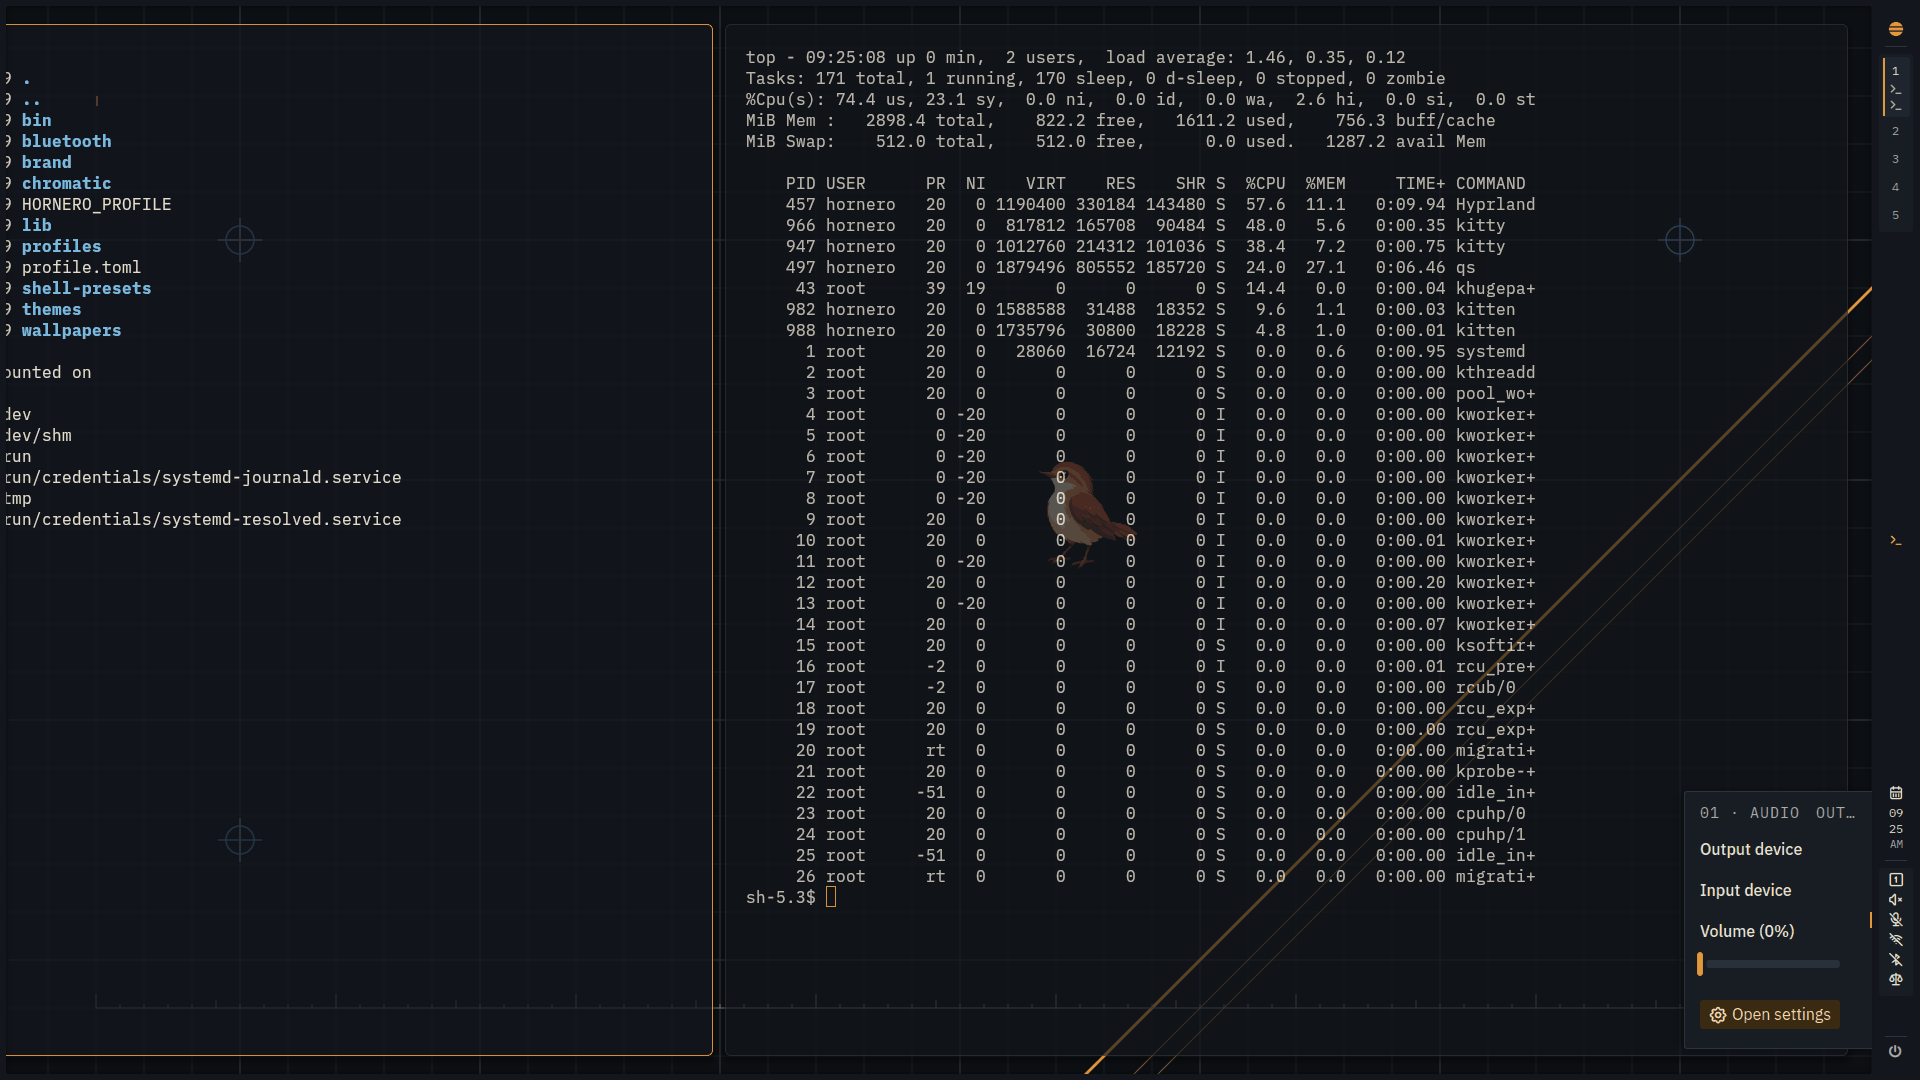 9 .
9 ..
9 bin
9 bluetooth
9 brand
9 chromatic
9 HORNERO_PROFILE
9 lib
9 profiles
9 profile.toml
9 shell-presets
9 themes
9 wallpapers
ounted on
dev
dev/shm
run
run/credentials/systemd-journald.service
tmp
run/credentials/systemd-resolved.service
top - 09:25:08 up 0 min,  2 users,  load average: 1.46, 0.35, 0.12
Tasks: 171 total, 1 running, 170 sleep, 0 d-sleep, 0 stopped, 0 zombie
%Cpu(s): 74.4 us, 23.1 sy,  0.0 ni,  0.0 id,  0.0 wa,  2.6 hi,  0.0 si,  0.0 st
MiB Mem :   2898.4 total,    822.2 free,   1611.2 used,    756.3 buff/cache
MiB Swap:    512.0 total,    512.0 free,      0.0 used.   1287.2 avail Mem
PID USER      PR  NI    VIRT    RES    SHR S  %CPU  %MEM     TIME+ COMMAND
457 hornero   20   0 1190400 330184 143480 S  57.6  11.1   0:09.94 Hyprland
966 hornero   20   0  817812 165708  90484 S  48.0   5.6   0:00.35 kitty
947 hornero   20   0 1012760 214312 101036 S  38.4   7.2   0:00.75 kitty
497 hornero   20   0 1879496 805552 185720 S  24.0  27.1   0:06.46 qs
43 root      39  19       0      0      0 S  14.4   0.0   0:00.04 khugepa+
982 hornero   20   0 1588588  31488  18352 S   9.6   1.1   0:00.03 kitten
988 hornero   20   0 1735796  30800  18228 S   4.8   1.0   0:00.01 kitten
1 root      20   0   28060  16724  12192 S   0.0   0.6   0:00.95 systemd
2 root      20   0       0      0      0 S   0.0   0.0   0:00.00 kthreadd
3 root      20   0       0      0      0 S   0.0   0.0   0:00.00 pool_wo+
4 root       0 -20       0      0      0 I   0.0   0.0   0:00.00 kworker+
5 root       0 -20       0      0      0 I   0.0   0.0   0:00.00 kworker+
6 root       0 -20       0      0      0 I   0.0   0.0   0:00.00 kworker+
7 root       0 -20       0      0      0 I   0.0   0.0   0:00.00 kworker+
8 root       0 -20       0      0      0 I   0.0   0.0   0:00.00 kworker+
9 root      20   0       0      0      0 I   0.0   0.0   0:00.00 kworker+
10 root      20   0       0      0      0 I   0.0   0.0   0:00.01 kworker+
11 root       0 -20       0      0      0 I   0.0   0.0   0:00.00 kworker+
12 root      20   0       0      0      0 I   0.0   0.0   0:00.20 kworker+
13 root       0 -20       0      0      0 I   0.0   0.0   0:00.00 kworker+
14 root      20   0       0      0      0 I   0.0   0.0   0:00.07 kworker+
15 root      20   0       0      0      0 S   0.0   0.0   0:00.00 ksoftir+
16 root      -2   0       0      0      0 I   0.0   0.0   0:00.01 rcu_pre+
17 root      -2   0       0      0      0 S   0.0   0.0   0:00.00 rcub/0
18 root      20   0       0      0      0 S   0.0   0.0   0:00.00 rcu_exp+
19 root      20   0       0      0      0 S   0.0   0.0   0:00.00 rcu_exp+
20 root      rt   0       0      0      0 S   0.0   0.0   0:00.00 migrati+
21 root      20   0       0      0      0 S   0.0   0.0   0:00.00 kprobe-+
22 root     -51   0       0      0      0 S   0.0   0.0   0:00.00 idle_in+
23 root      20   0       0      0      0 S   0.0   0.0   0:00.00 cpuhp/0
24 root      20   0       0      0      0 S   0.0   0.0   0:00.00 cpuhp/1
25 root     -51   0       0      0      0 S   0.0   0.0   0:00.00 idle_in+
26 root      rt   0       0      0      0 S   0.0   0.0   0:00.00 migrati+
sh-5.3$
01 · AUDIO OUT…
Output device
Input device
Volume (0%)
Open settings
1
2
3
4
5
09
25
AM
1